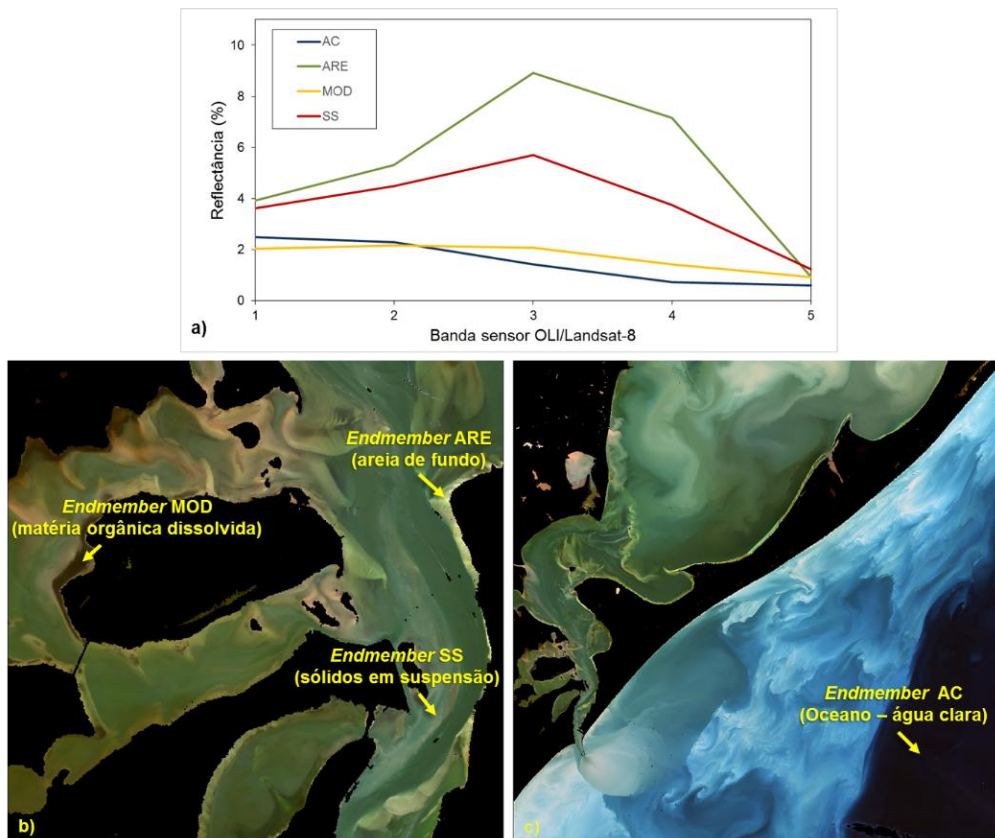 10
8
6
4
2
0
Reflectância (%)
AC
ARE
MOD
SS
1 2 3 4 5
a)
Banda sensor OLI/Landsat-8
Endmember ARE
(areia de fundo)
Endmember MOD
(matéria orgânica dissolvida)
Endmember SS
(sólidos em suspensão)
b)
Endmember AC
(Oceano – água clara)
c)